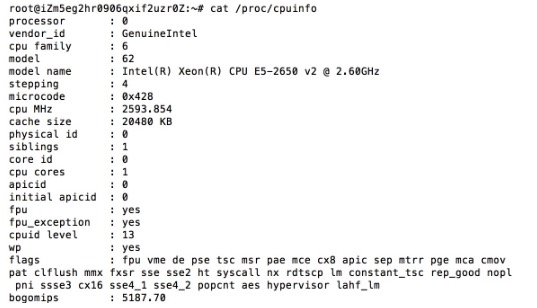 root@iZm5eg2hr0906qxif2uzr0Z:~# cat /proc/cpuinfo
processor : 0
vendor_id : GenuineIntel
cpu family : 6
model : 62
model name : Intel(R) Xeon(R) CPU E5-2650 v2 @ 2.60GHz
stepping : 4
microcode : 0x428
cpu MHz : 2593.854
cache size : 20480 KB
physical id : 0
siblings : 1
core id : 0
cpu cores : 1
apicid : 0
initial apicid : 0
fpu : yes
fpu_exception : yes
cpuid level : 13
wp : yes
flags : fpu vme de pse tsc msr pae mce cx8 apic sep mtrr pge mca cmov
pat clflush mmx fxsr sse sse2 ht syscall nx rdtscp lm constant_tsc rep_good nopl
pni ssse3 cx16 sse4_1 sse4_2 popcnt aes hypervisor lahf_lm
bogomips : 5187.70